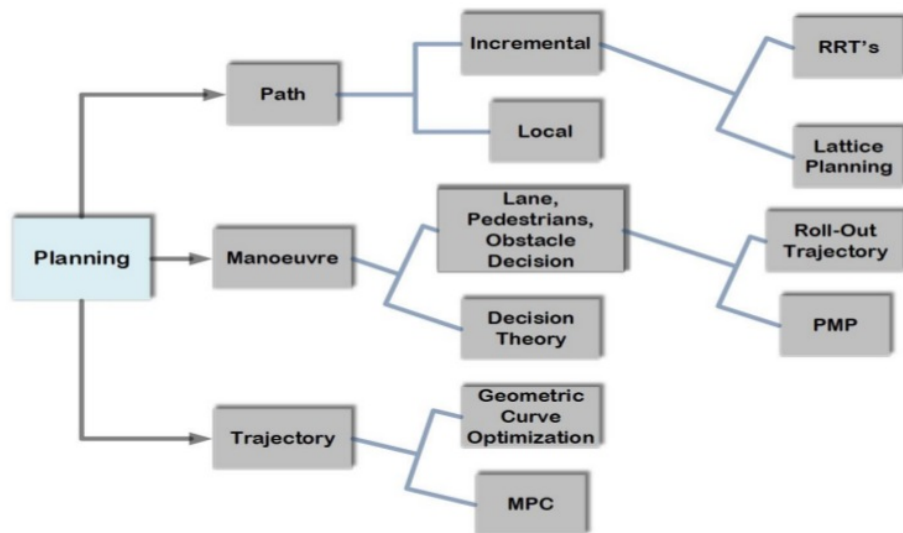 Incremental
RRT's
Path
Local
Lattice
Planning
Lane,
Pedestrians,
Obstacle
Decision
Roll-Out
Trajectory
Planning
Manoeuvre
Decision
Theory
PMP
Geometric
Curve
Optimization
Trajectory
MPC